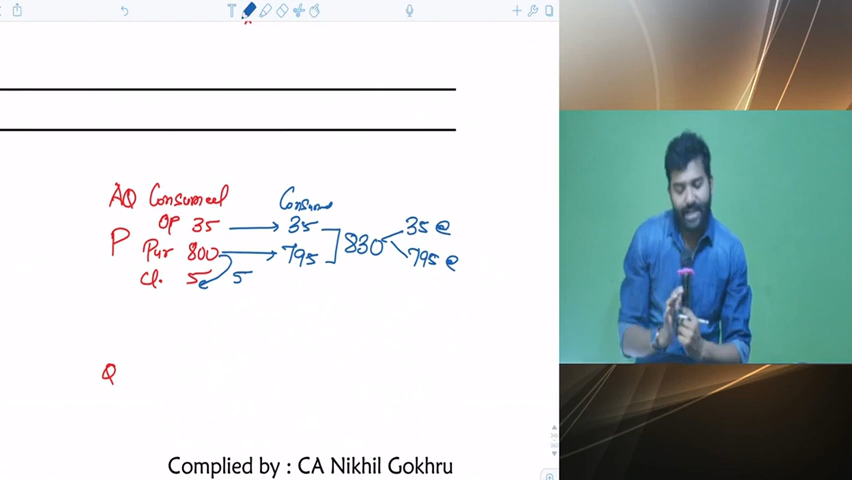 AQ Consumed Consume
OP 35 → 35 35 @
P Pur 800 → 795 830 795 @
Cl. 5 5
Q
Complied by : CA Nikhil Gokhru